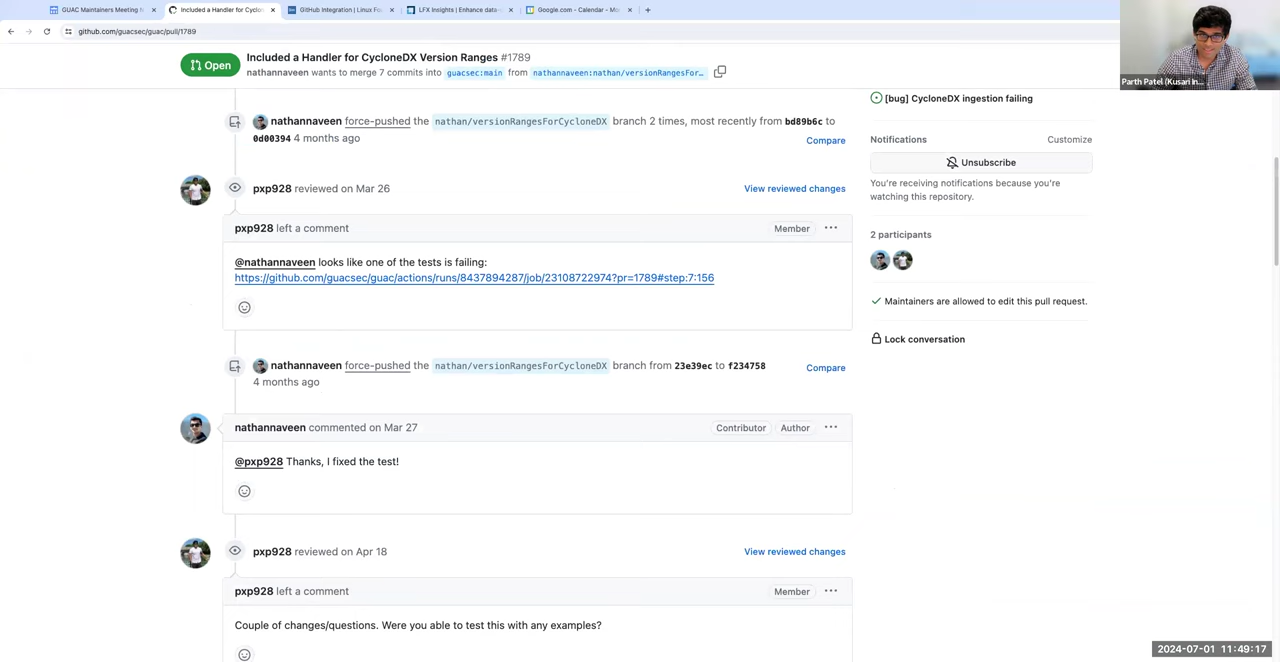 GUAC Maintainers Meeting N
Included a Handler for Cyclo
GitHub Integration | Linux Fo
LFX Insights | Enhance data-
Google.com - Calendar - Mo
github.com/guacsec/guac/pull/1789
Open
Included a Handler for CycloneDX Version Ranges #1789
nathannaveen wants to merge 7 commits into guacsec:main from nathannaveen:nathan/versionRangesFor…
Parth Patel (Kusari In...
nathannaveen force-pushed the nathan/versionRangesForCycloneDX branch 2 times, most recently from bd89b6c to
0d00394 4 months ago
Compare
pxp928 reviewed on Mar 26
View reviewed changes
pxp928 left a comment
Member
@nathannaveen looks like one of the tests is failing:
https://github.com/guacsec/guac/actions/runs/8437894287/job/23108722974?pr=1789#step:7:156
nathannaveen force-pushed the nathan/versionRangesForCycloneDX branch from 23e39ec to f234758
4 months ago
Compare
nathannaveen commented on Mar 27
Contributor
Author
@pxp928 Thanks, I fixed the test!
pxp928 reviewed on Apr 18
View reviewed changes
pxp928 left a comment
Member
Couple of changes/questions. Were you able to test this with any examples?
[bug] CycloneDX ingestion failing
Notifications
Customize
Unsubscribe
You're receiving notifications because you're
watching this repository.
2 participants
Maintainers are allowed to edit this pull request.
Lock conversation
2024-07-01 11:49:17